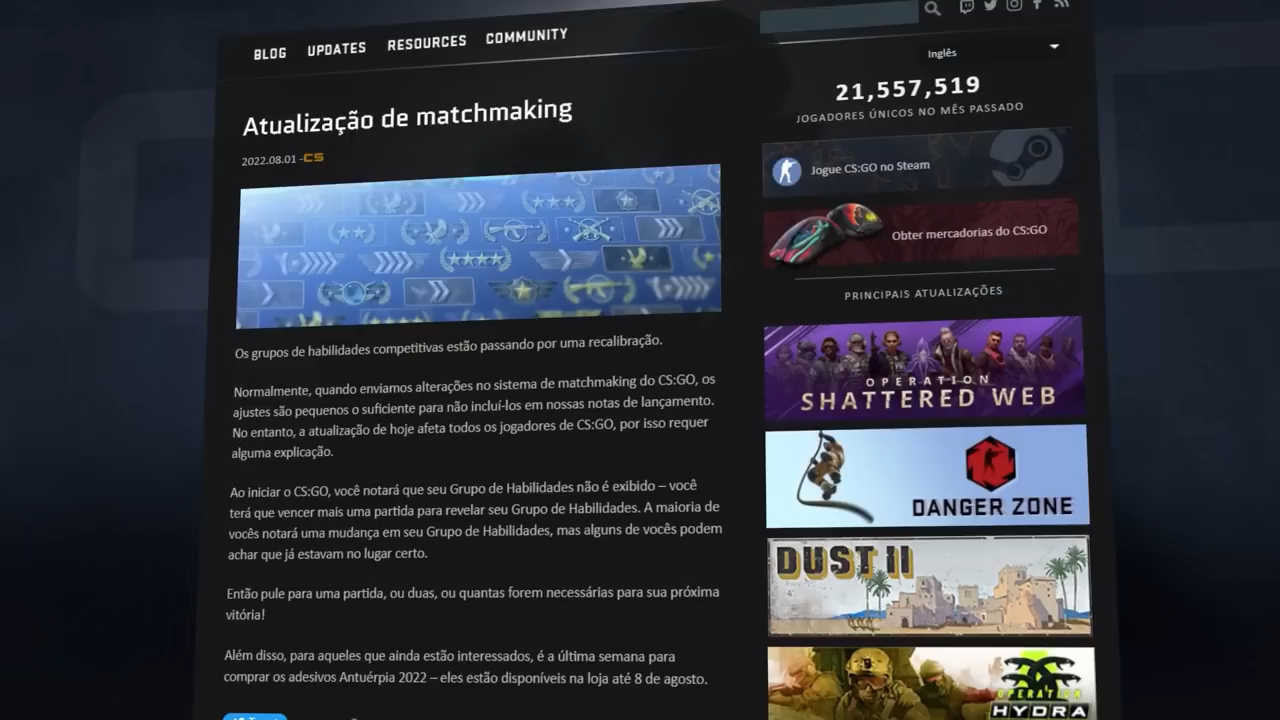 BLOG UPDATES RESOURCES COMMUNITY
Atualização de matchmaking
2022.08.01 -CS
Os grupos de habilidades competitivas estão passando por uma recalibração.
Normalmente, quando enviamos alterações no sistema de matchmaking do CS:GO, os
ajustes são pequenos o suficiente para não incluí-los em nossas notas de lançamento.
No entanto, a atualização de hoje afeta todos os jogadores de CS:GO, por isso requer
alguma explicação.
Ao iniciar o CS:GO, você notará que seu Grupo de Habilidades não é exibido – você
terá que vencer mais uma partida para revelar seu Grupo de Habilidades. A maioria de
vocês notará uma mudança em seu Grupo de Habilidades, mas alguns de vocês podem
achar que já estavam no lugar certo.
Então pule para uma partida, ou duas, ou quantas forem necessárias para sua próxima
vitória!
Além disso, para aqueles que ainda estão interessados, é a última semana para
comprar os adesivos Antuérpia 2022 – eles estão disponíveis na loja até 8 de agosto.
Inglês
21,557,519
JOGADORES ÚNICOS NO MÊS PASSADO
Jogue CS:GO no Steam
Obter mercadorias do CS:GO
PRINCIPAIS ATUALIZAÇÕES
OPERATION
SHATTERED WEB
DANGER ZONE
DUST II
OPERATION
HYDRA